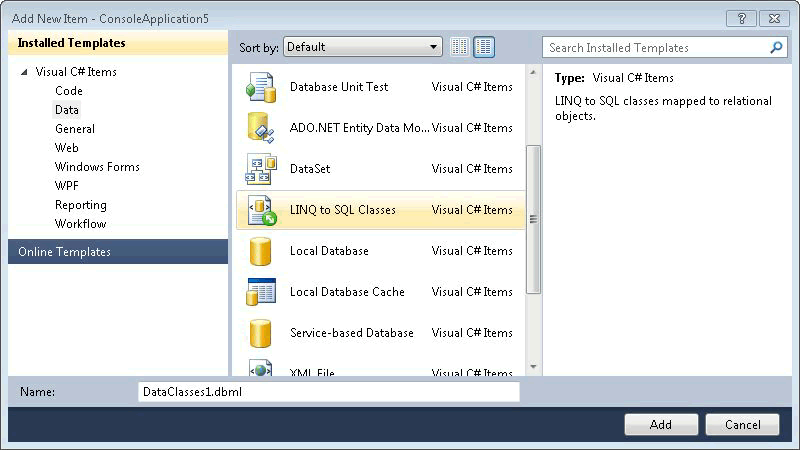 Add New Item - ConsoleApplication5
Installed Templates
Visual C# Items
Code
Data
General
Web
Windows Forms
WPF
Reporting
Workflow
Online Templates
Sort by: Default
Database Unit Test Visual C# Items
ADO.NET Entity Data Mo... Visual C# Items
DataSet Visual C# Items
LINQ to SQL Classes Visual C# Items
Local Database Visual C# Items
Local Database Cache Visual C# Items
Service-based Database Visual C# Items
XML File Visual C# Items
Search Installed Templates
Type: Visual C# Items
LINQ to SQL classes mapped to relational
objects.
Name: DataClasses1.dbml
Add Cancel